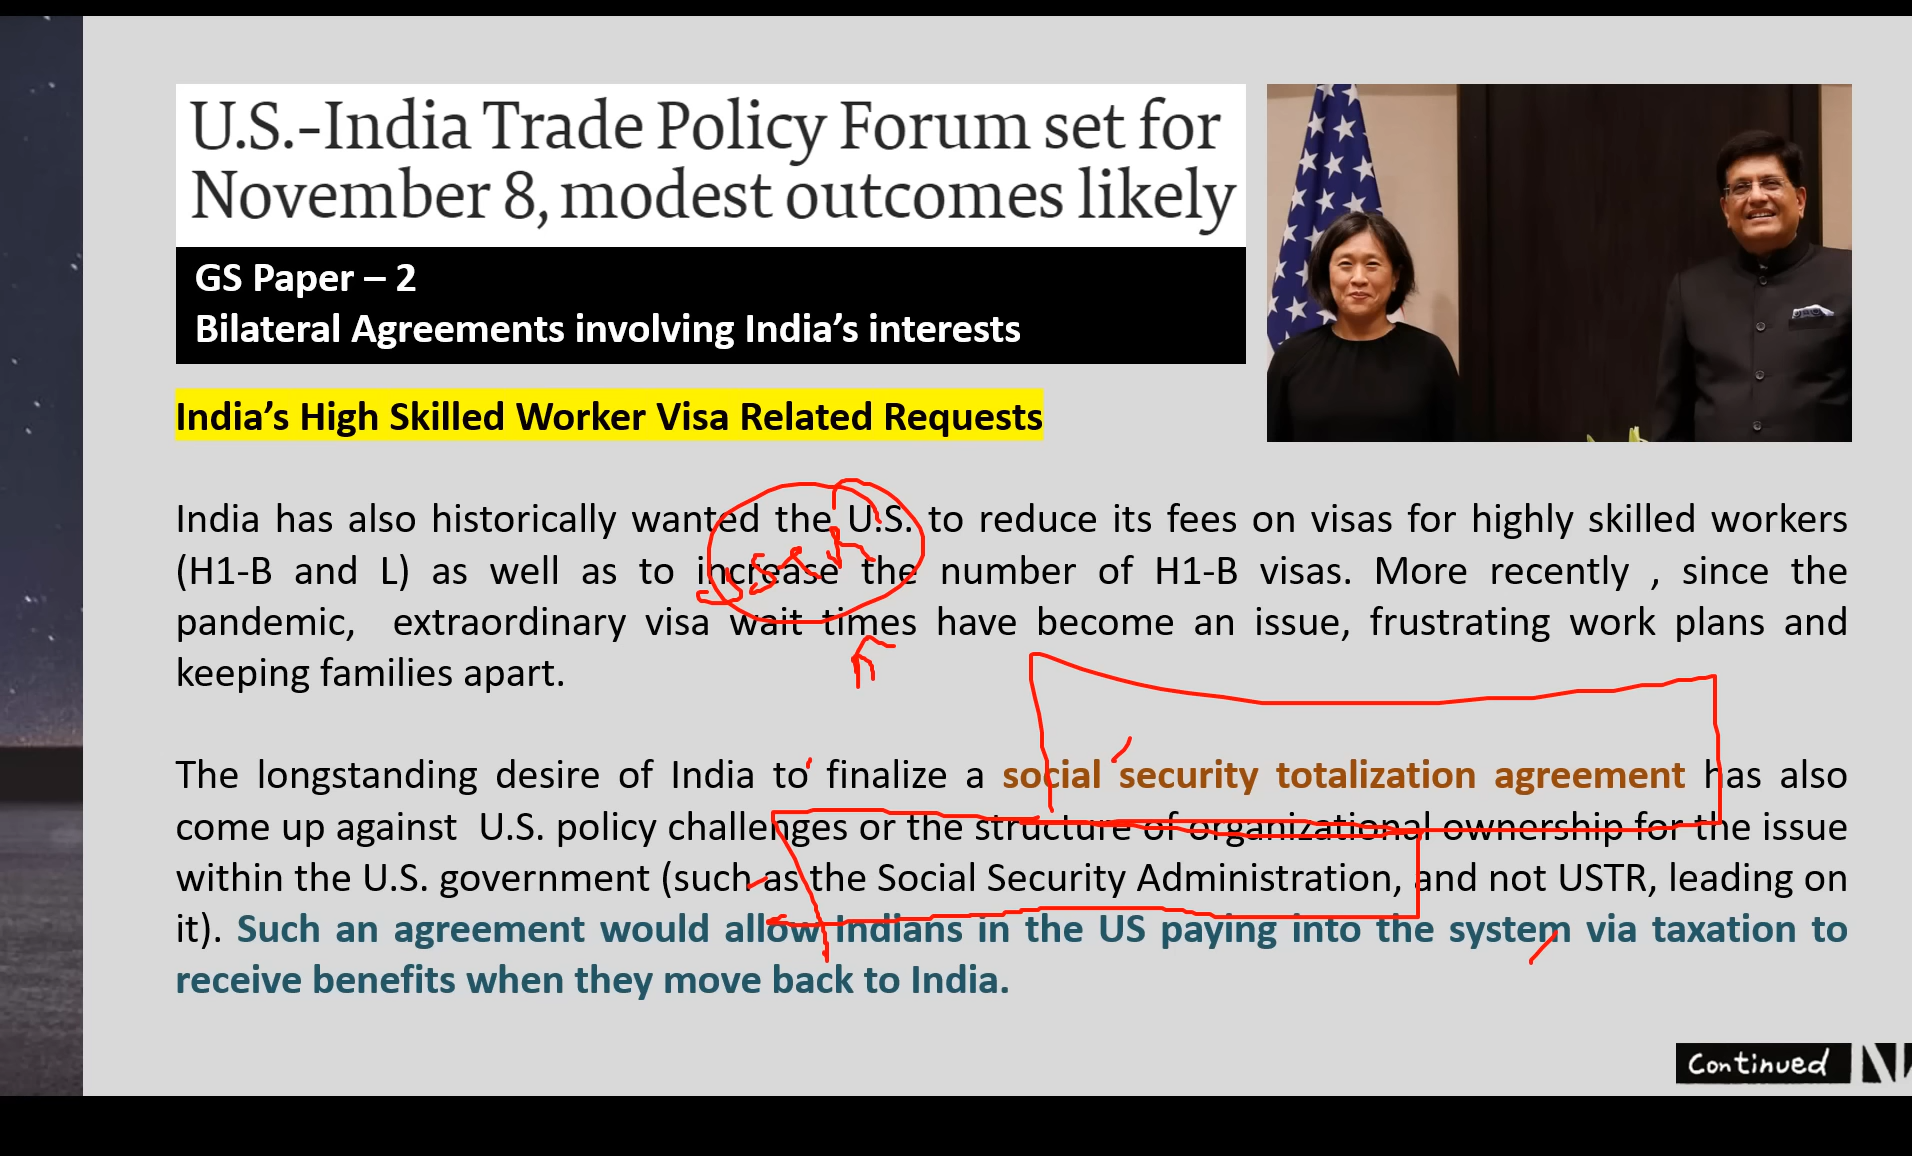 U.S.-India Trade Policy Forum set for
November 8, modest outcomes likely
GS Paper – 2
Bilateral Agreements involving India’s interests
India’s High Skilled Worker Visa Related Requests
India has also historically wanted the U.S. to reduce its fees on visas for highly skilled workers
(H1-B and L) as well as to increase the number of H1-B visas. More recently , since the
pandemic, extraordinary visa wait times have become an issue, frustrating work plans and
keeping families apart.
The longstanding desire of India to finalize a social security totalization agreement has also
come up against U.S. policy challenges or the structure of organizational ownership for the issue
within the U.S. government (such as the Social Security Administration, and not USTR, leading on
it). Such an agreement would allow Indians in the US paying into the system via taxation to
receive benefits when they move back to India.
Continued